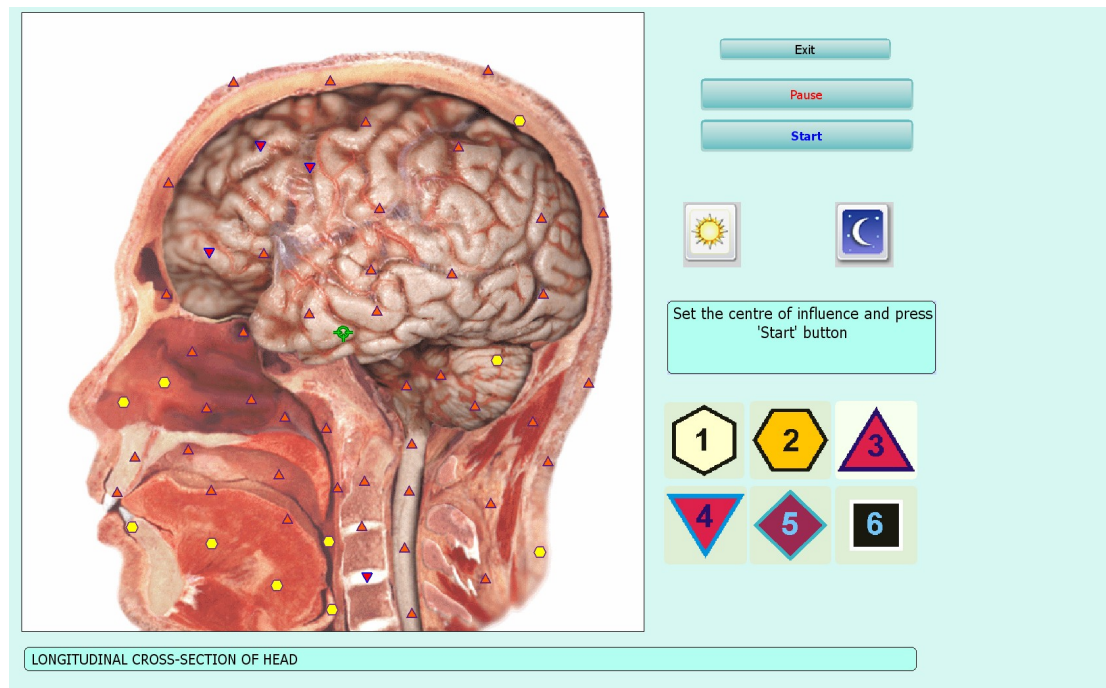 Exit
Pause
Start
Set the centre of influence and press
'Start' button
1 2 3
4 5 6
LONGITUDINAL CROSS-SECTION OF HEAD